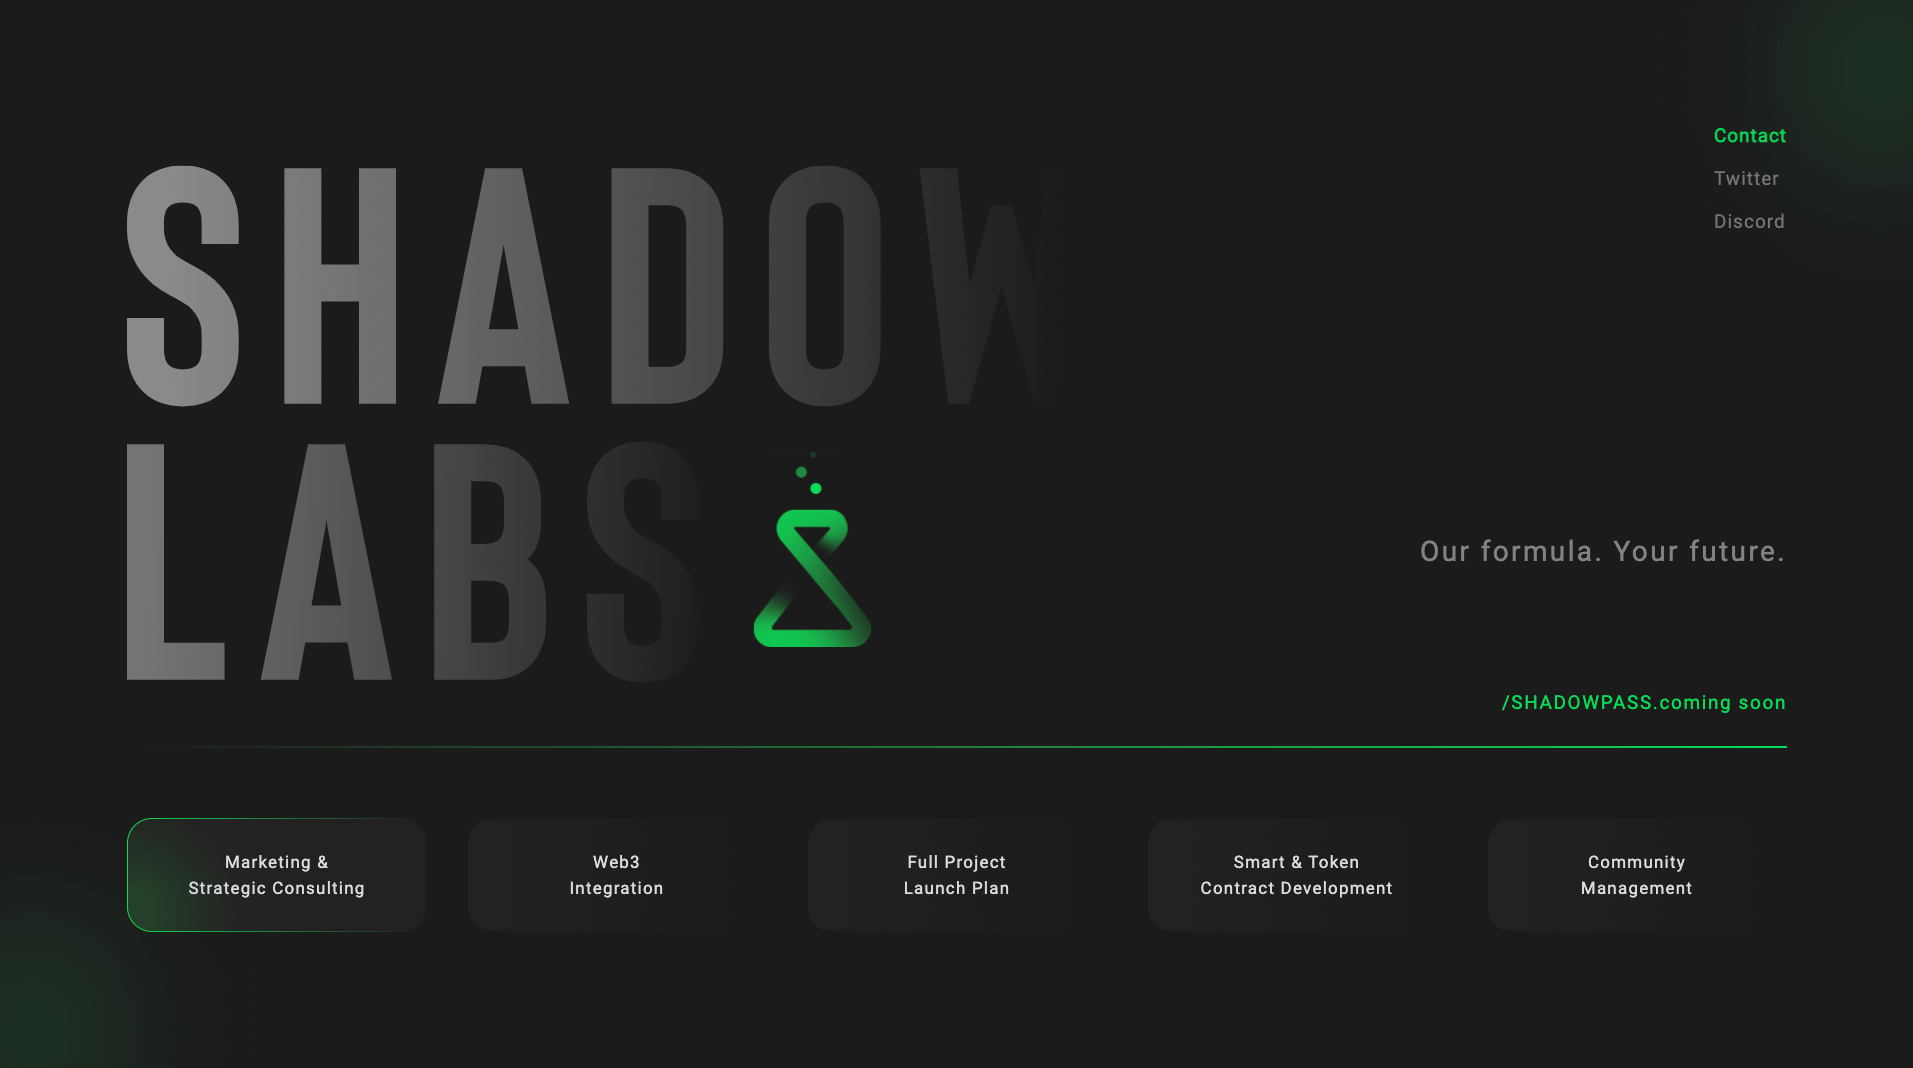 SHADOW
LABS
Contact
Twitter
Discord
Our formula. Your future.
/SHADOWPASS.coming soon
Marketing &
Strategic Consulting
Web3
Integration
Full Project
Launch Plan
Smart & Token
Contract Development
Community
Management